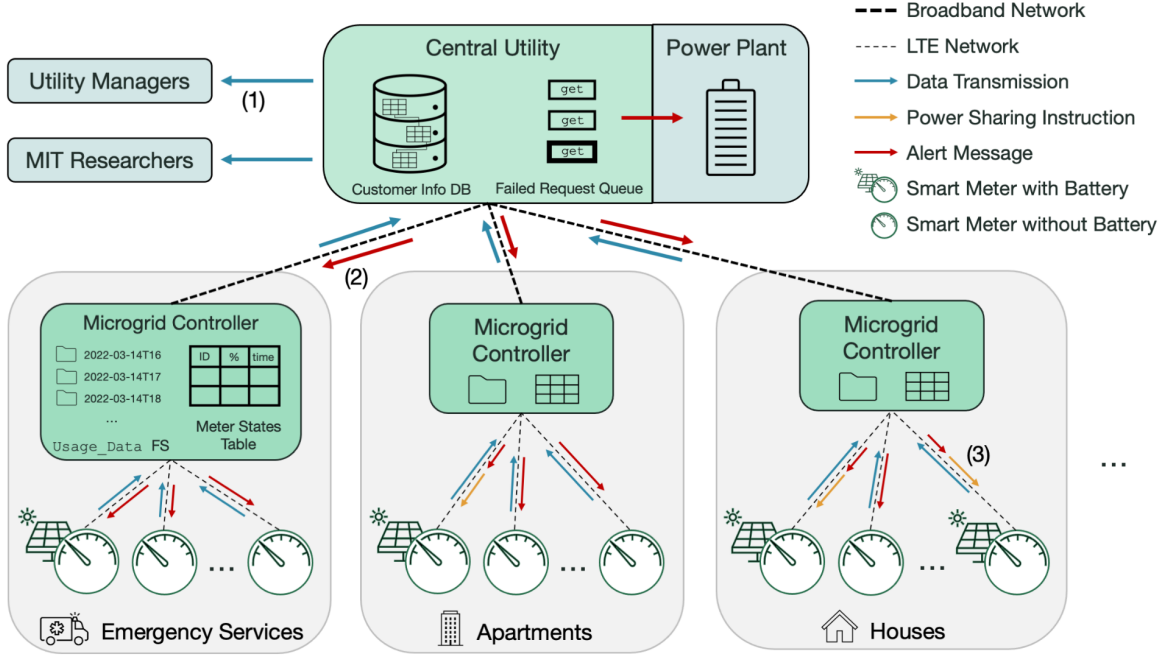 Central Utility
Power Plant
Utility Managers
(1)
MIT Researchers
get
get
get
Customer Info DB
Failed Request Queue
Broadband Network
LTE Network
Data Transmission
Power Sharing Instruction
Alert Message
Smart Meter with Battery
Smart Meter without Battery
(2)
Microgrid Controller
2022-03-14T16
2022-03-14T17
2022-03-14T18
...
Usage_Data FS
ID % time
Meter States
Table
Microgrid
Controller
Microgrid
Controller
(3)
...
...
...
...
Emergency Services
Apartments
Houses